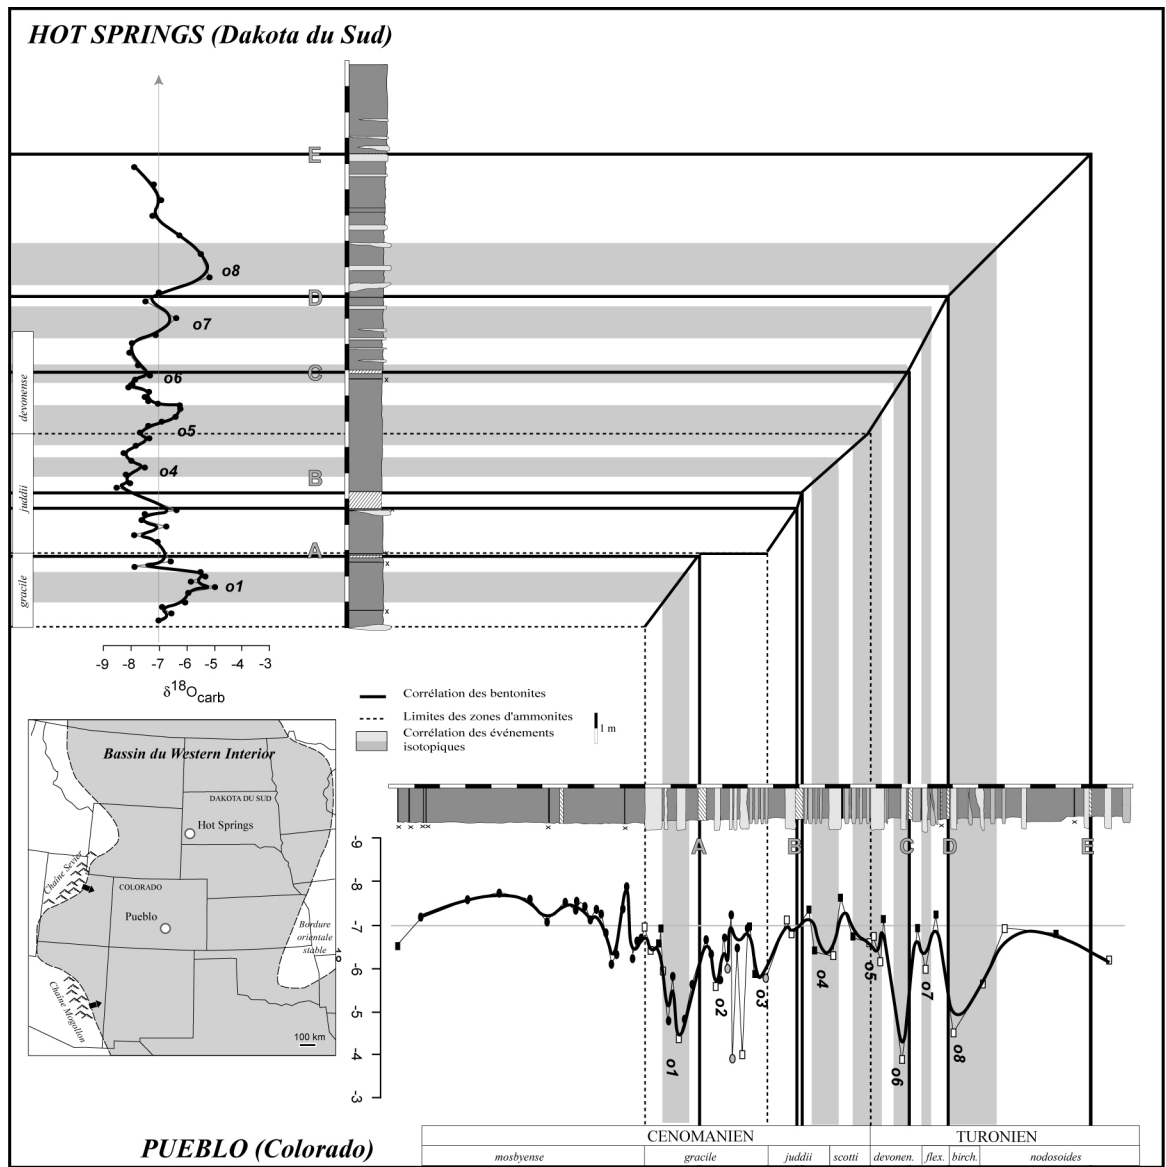 HOT SPRINGS (Dakota du Sud)
E
o8
D
o7
C
o6
o5
o4
B
A
o1
devonense
juddii
gracile
x
x
x
-9 -8 -7 -6 -5 -4 -3
δ18Ocarb
Corrélation des bentonites
Limites des zones d'ammonites
Corrélation des événements
isotopiques
1 m
Bassin du Western Interior
DAKOTA DU SUD
Hot Springs
Chaîne Sevier
COLORADO
Pueblo
Bordure
orientale
stable
Chaîne Mogollon
100 km
x x x x x x x x
A B C D E
-9
-8
-7
-6
-5
-4
-3
o1 o2 o3 o4 o5 o6 o7 o8
PUEBLO (Colorado)
CENOMANIEN TURONIEN
mosbyense gracile juddii scotti devonen. flex. birch. nodosoides